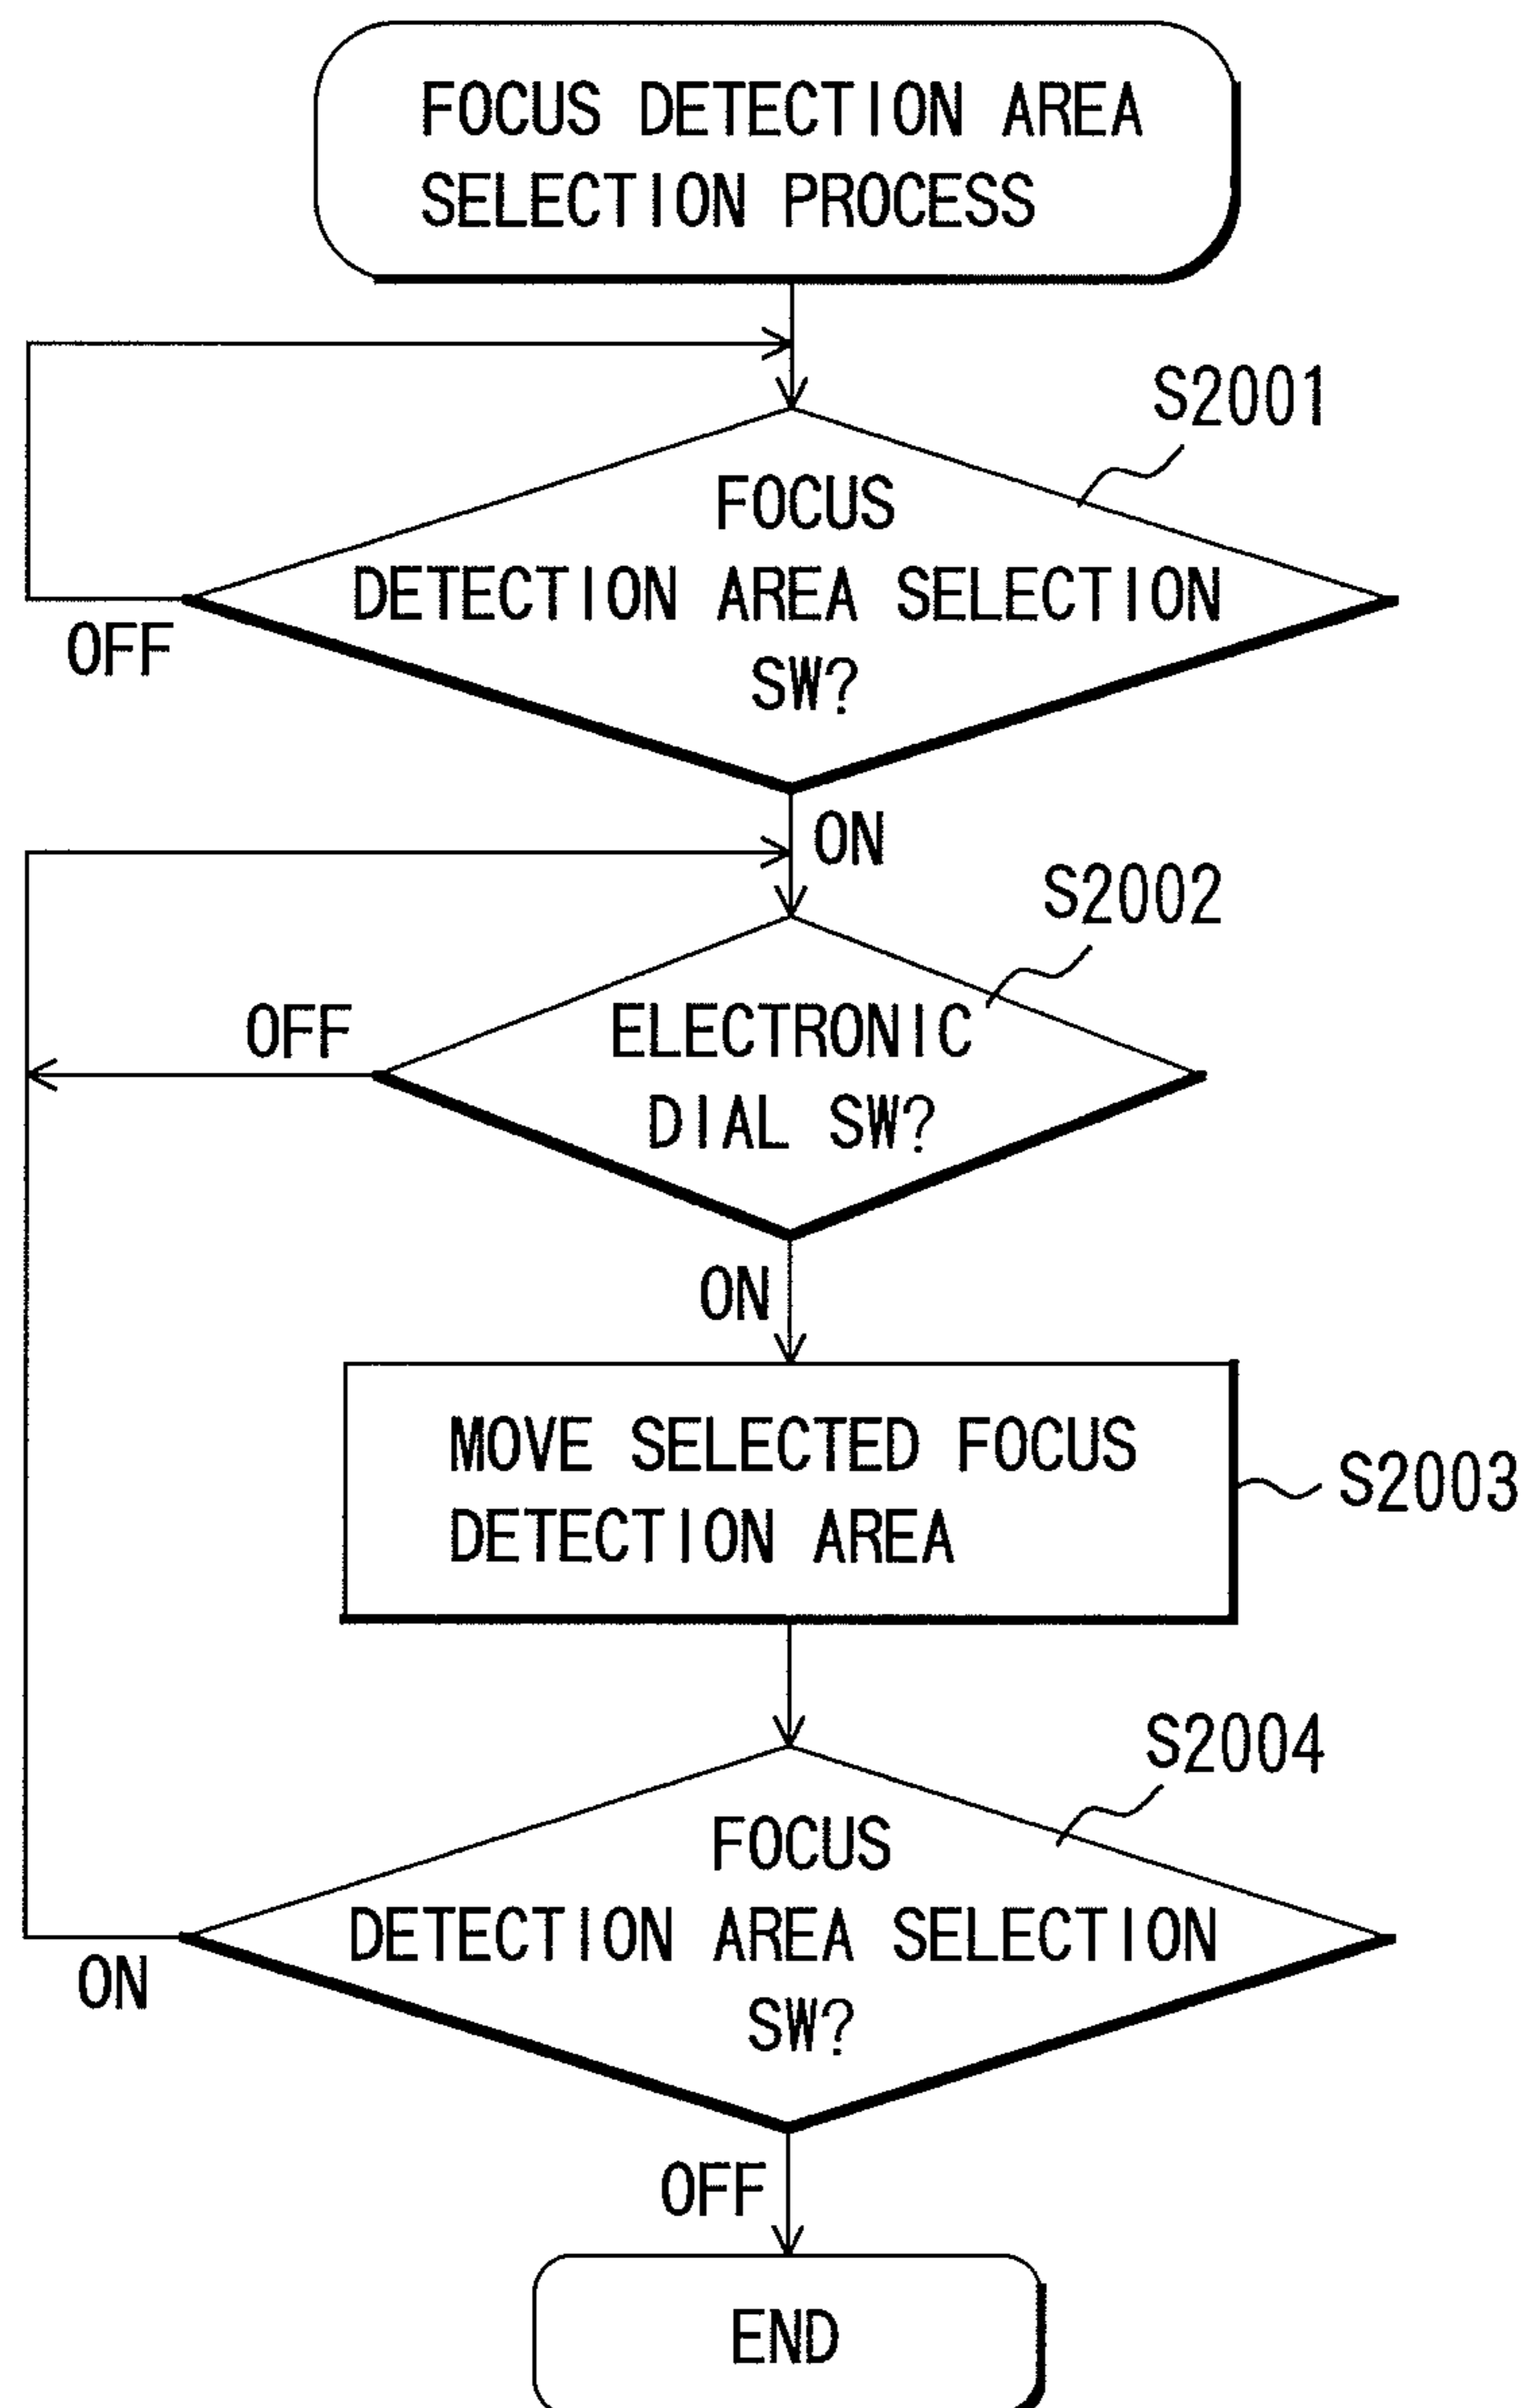 FOCUS DETECTION AREA
SELECTION PROCESS
S2001
FOCUS
DETECTION AREA SELECTION
SW?
OFF
ON
S2002
OFF
ELECTRONIC
DIAL SW?
ON
MOVE SELECTED FOCUS
DETECTION AREA
S2003
S2004
FOCUS
DETECTION AREA SELECTION
SW?
ON
OFF
END